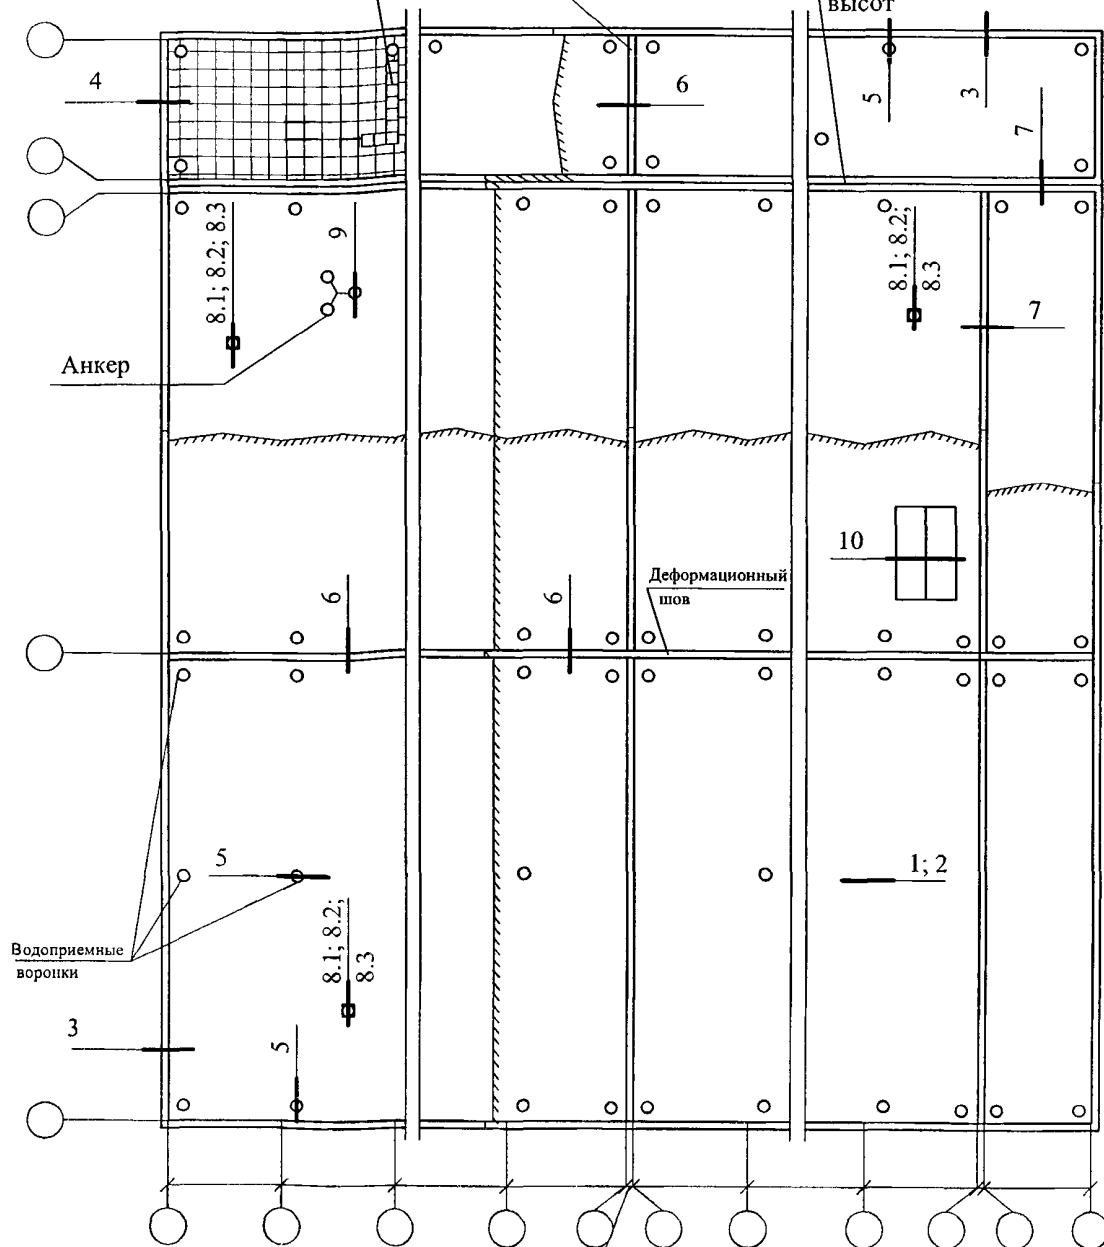 высот
4
6
5
3
7
8.1; 8.2; 8.3
9
8.1; 8.2;
8.3
7
Анкер
10
6
6
Деформационный
шов
5
1; 2
Водоприемные
воронки
8.1; 8.2;
8.3
3
5